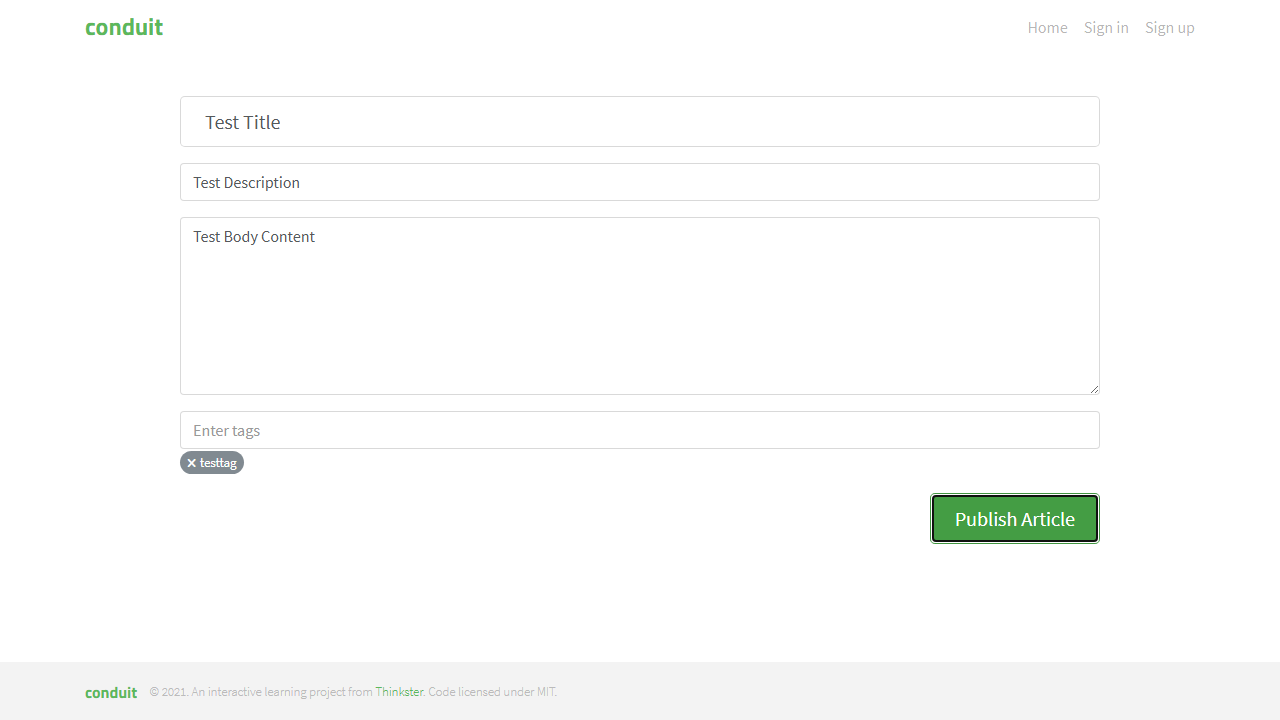 conduit
Home Sign in Sign up
Test Title
Test Description
Test Body Content
Enter tags
× testtag
Publish Article
conduit © 2021. An interactive learning project from Thinkster. Code licensed under MIT.